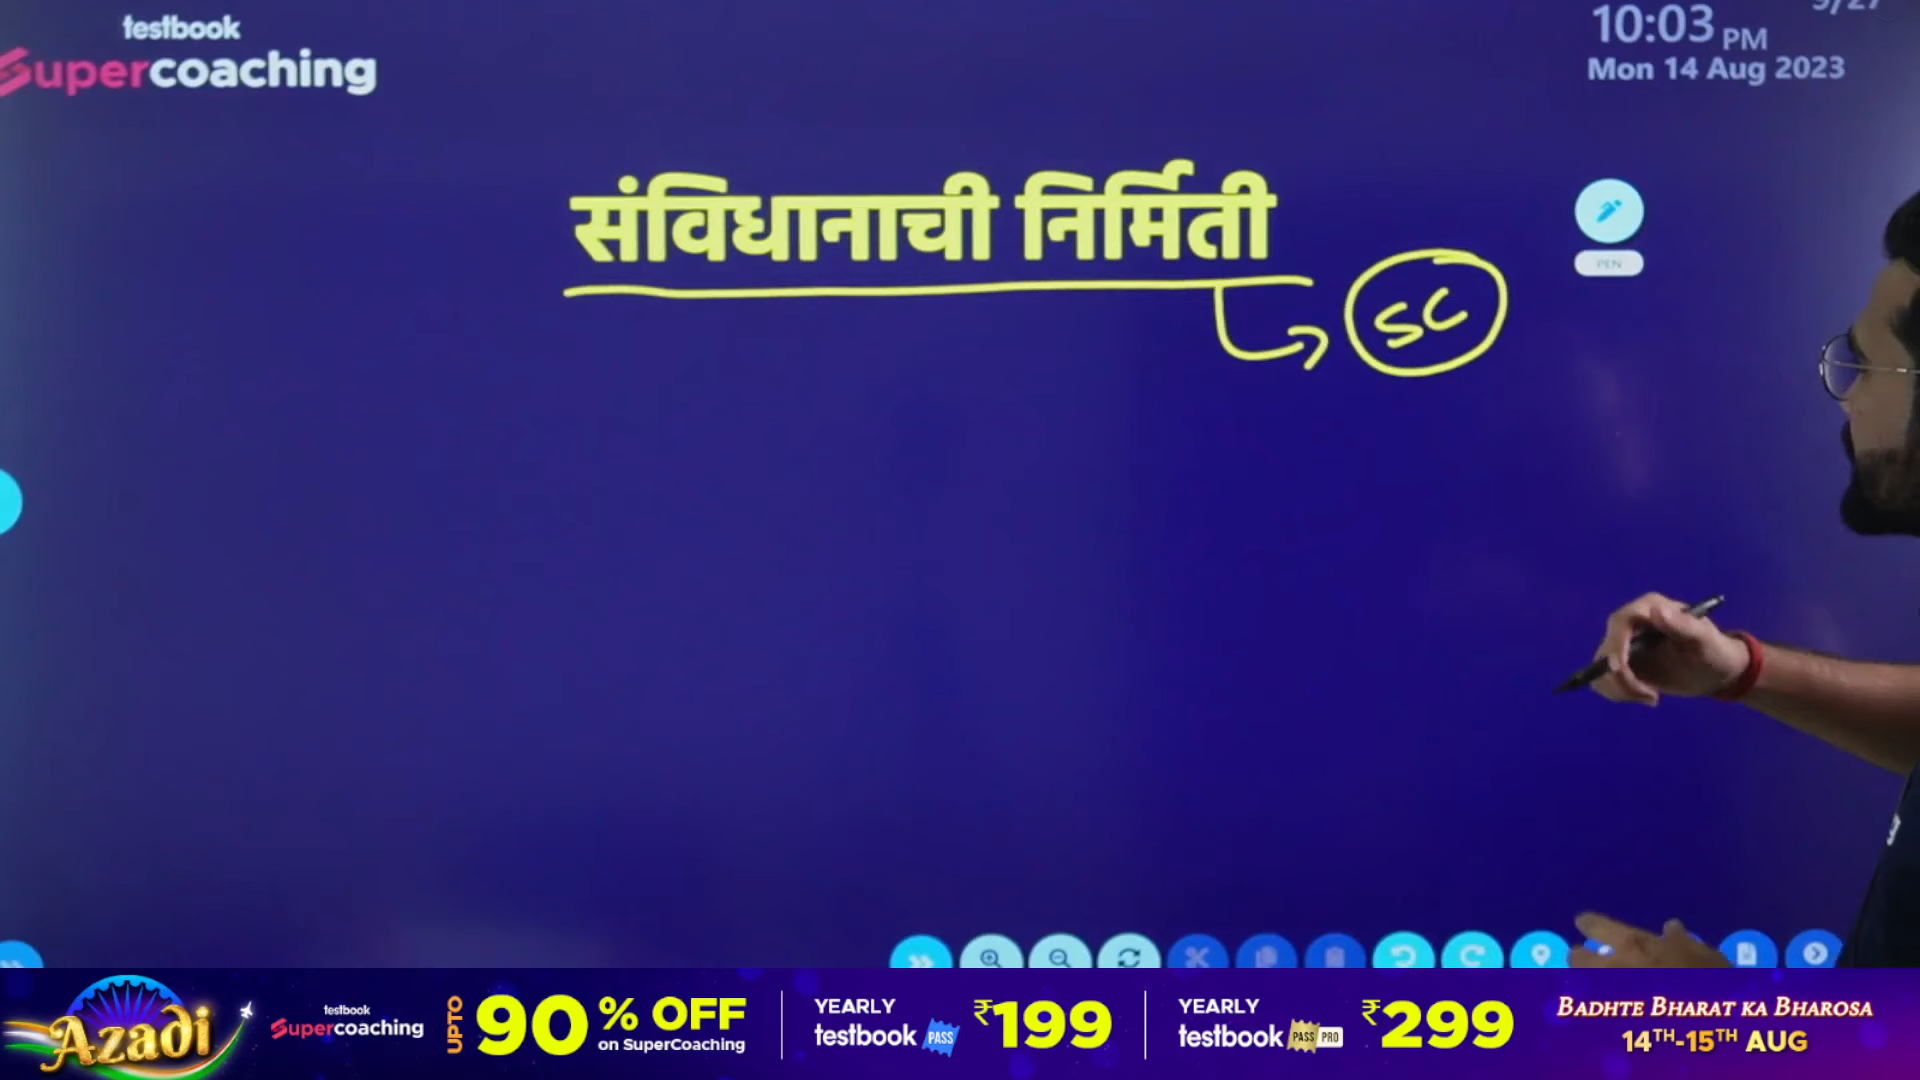 testbook
Supercoaching
10:03 PM
Mon 14 Aug 2023
संविधानाची निर्मिती
SC
PEN
Azadi
testbook
Supercoaching
UPTO 90% OFF
on SuperCoaching
YEARLY
testbook PASS
₹199
YEARLY
testbook PASS PRO
₹299
BADHTE BHARAT KA BHAROSA
14TH-15TH AUG